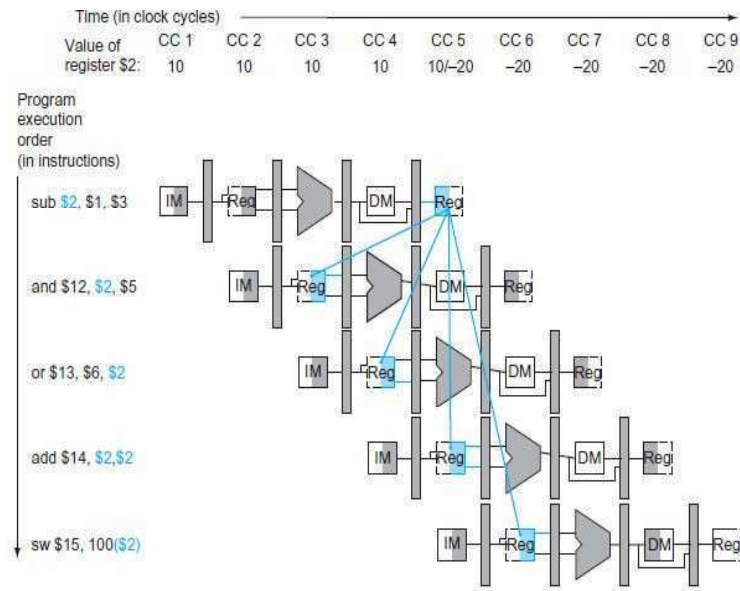 Time (in clock cycles)
Value of register $2:
CC 1 CC 2 CC 3 CC 4 CC 5 CC 6 CC 7 CC 8 CC 9
10 10 10 10 10/–20 –20 –20 –20 –20
Program
execution
order
(in instructions)
sub $2, $1, $3
IM Reg DM Reg
and $12, $2, $5
IM Reg DM Reg
or $13, $6, $2
IM Reg DM Reg
add $14, $2,$2
IM Reg DM Reg
sw $15, 100($2)
IM Reg DM Reg